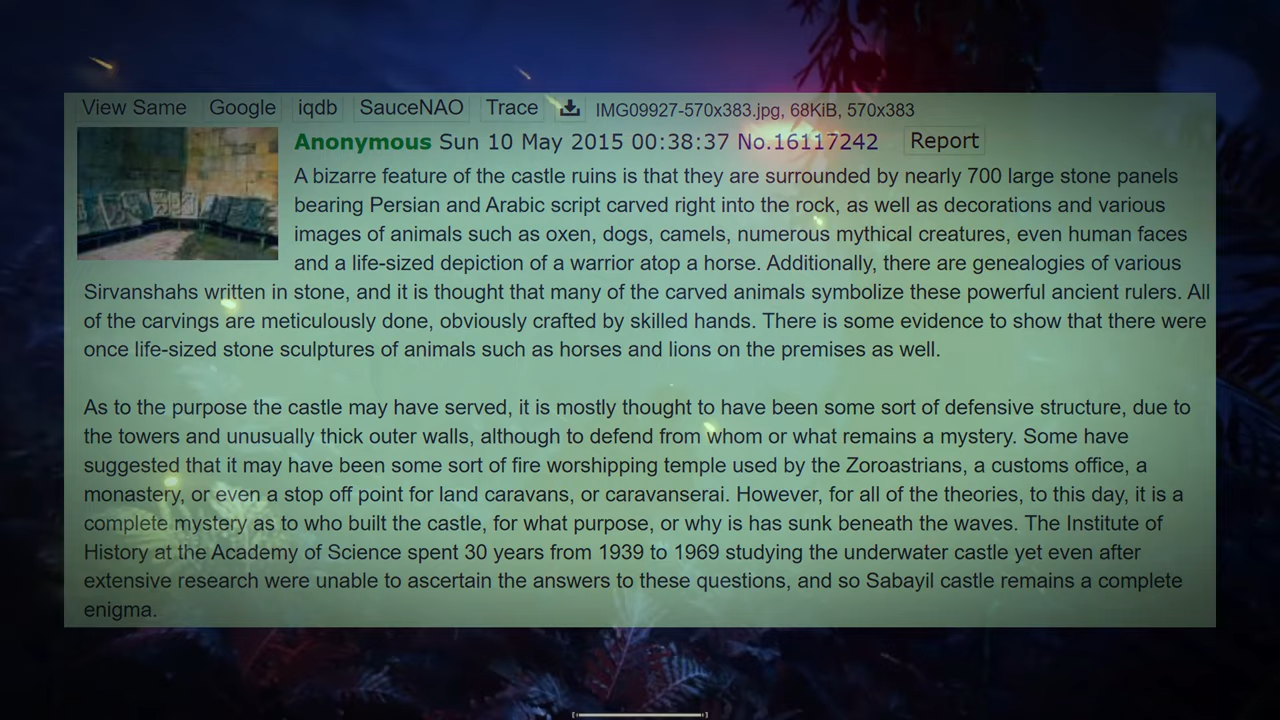 View Same Google iqdb SauceNAO Trace IMG09927-570x383.jpg, 68KiB, 570x383
Anonymous Sun 10 May 2015 00:38:37 No.16117242 Report
A bizarre feature of the castle ruins is that they are surrounded by nearly 700 large stone panels
bearing Persian and Arabic script carved right into the rock, as well as decorations and various
images of animals such as oxen, dogs, camels, numerous mythical creatures, even human faces
and a life-sized depiction of a warrior atop a horse. Additionally, there are genealogies of various
Sirvanshahs written in stone, and it is thought that many of the carved animals symbolize these powerful ancient rulers. All
of the carvings are meticulously done, obviously crafted by skilled hands. There is some evidence to show that there were
once life-sized stone sculptures of animals such as horses and lions on the premises as well.
As to the purpose the castle may have served, it is mostly thought to have been some sort of defensive structure, due to
the towers and unusually thick outer walls, although to defend from whom or what remains a mystery. Some have
suggested that it may have been some sort of fire worshipping temple used by the Zoroastrians, a customs office, a
monastery, or even a stop off point for land caravans, or caravanserai. However, for all of the theories, to this day, it is a
complete mystery as to who built the castle, for what purpose, or why is has sunk beneath the waves. The Institute of
History at the Academy of Science spent 30 years from 1939 to 1969 studying the underwater castle yet even after
extensive research were unable to ascertain the answers to these questions, and so Sabayil castle remains a complete
enigma.